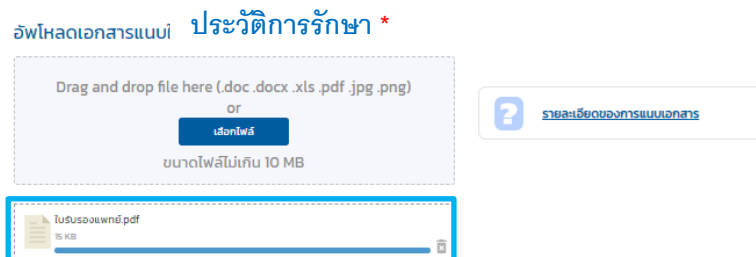 อัพโหลดเอกสารแนบใ ประวัติการรักษา *
Drag and drop file here (.doc .docx .xls .pdf .jpg .png)
or
เลือกไฟล์
ขนาดไฟล์ไม่เกิน 10 MB
?
รายละเอียดของการแนบเอกสาร
ใบรับรองแพทย์.pdf
15 KB